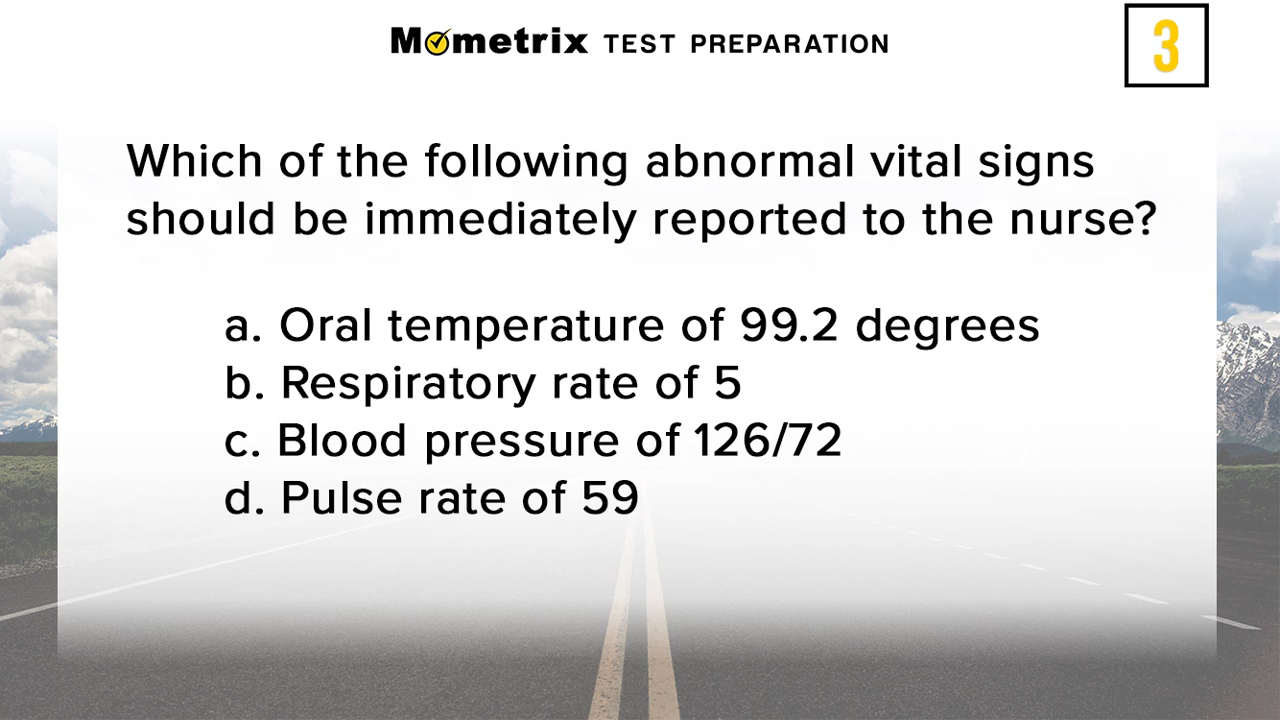 Mometrix TEST PREPARATION
3
Which of the following abnormal vital signs
should be immediately reported to the nurse?
a. Oral temperature of 99.2 degrees
b. Respiratory rate of 5
c. Blood pressure of 126/72
d. Pulse rate of 59